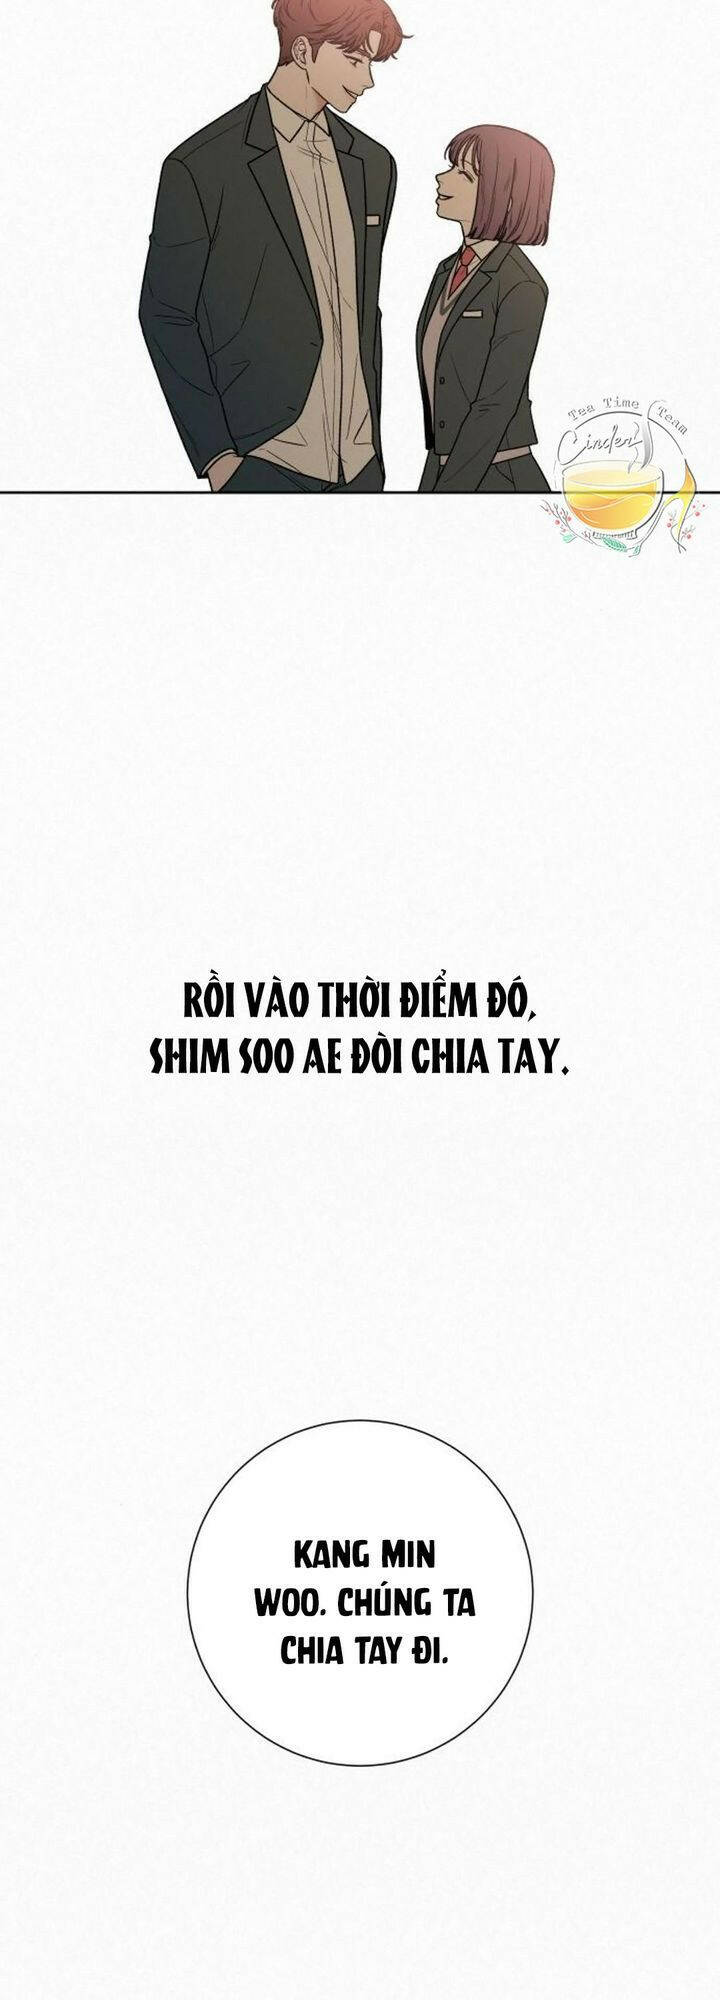 Tea Time Team
Cinder
RỒI VÀO THỜI ĐIỂM ĐÓ,
SHIM SOO AE ĐÒI CHIA TAY.
KANG MIN
WOO. CHÚNG TA
CHIA TAY ĐI.